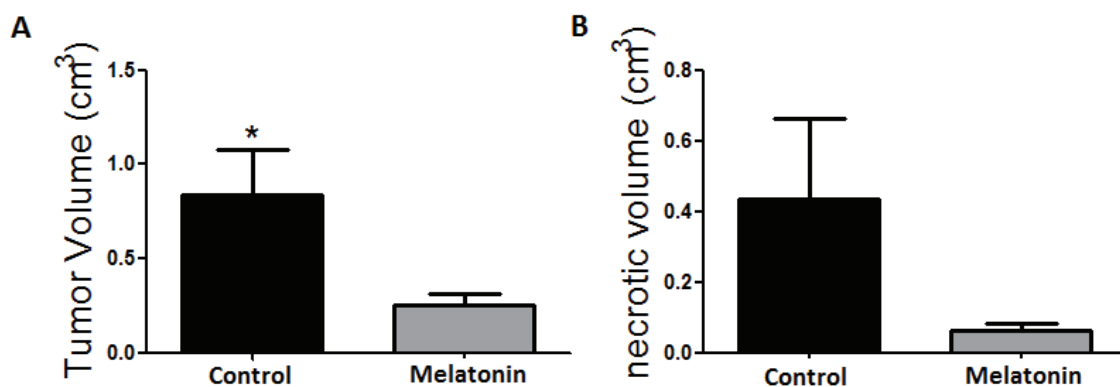 A
Tumor Volume (cm³)
1.5
1.0
0.5
0.0
*
Control
Melatonin
B
necrotic volume (cm³)
0.8
0.6
0.4
0.2
0.0
Control
Melatonin